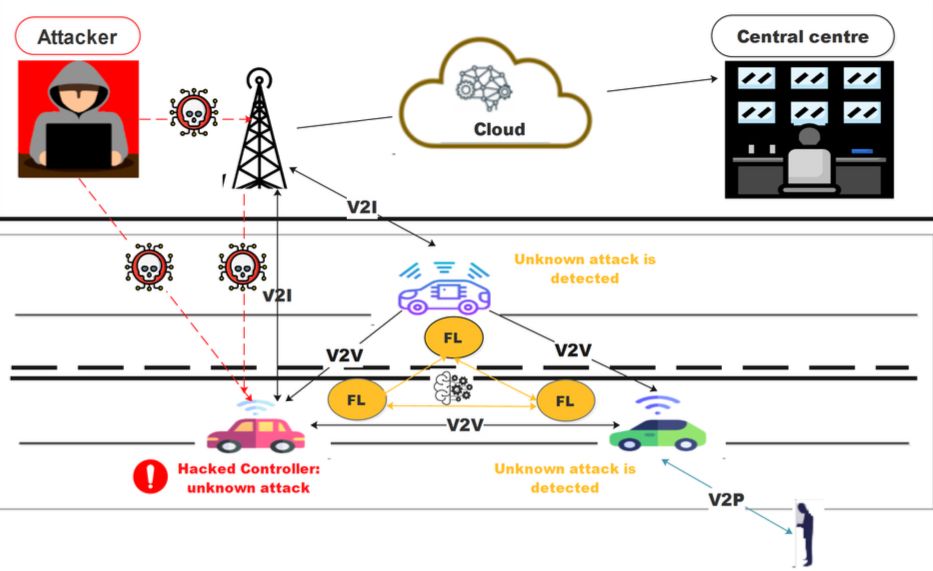 Attacker
Central centre
Cloud
V2I
Unknown attack is
detected
V2I
FL
V2V
V2V
FL
FL
V2V
Hacked Controller:
unknown attack
Unknown attack is
detected
V2P